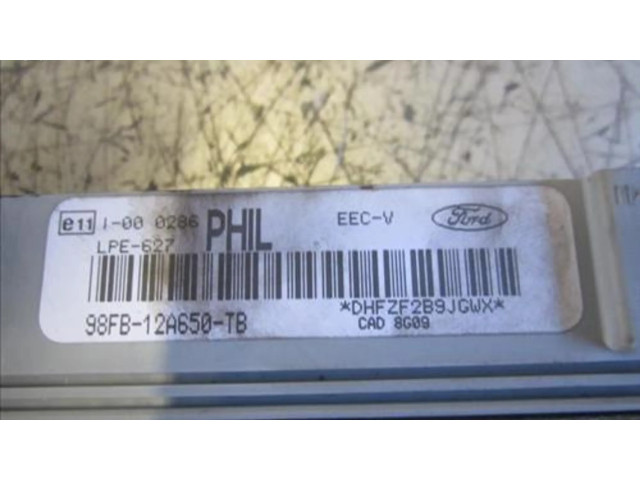 e11 1-00 0286 PHIL EEC-V Ford
LPE-627
*DHFZF2B9JGWX*
98FB-12A650-TB CAD 8G09